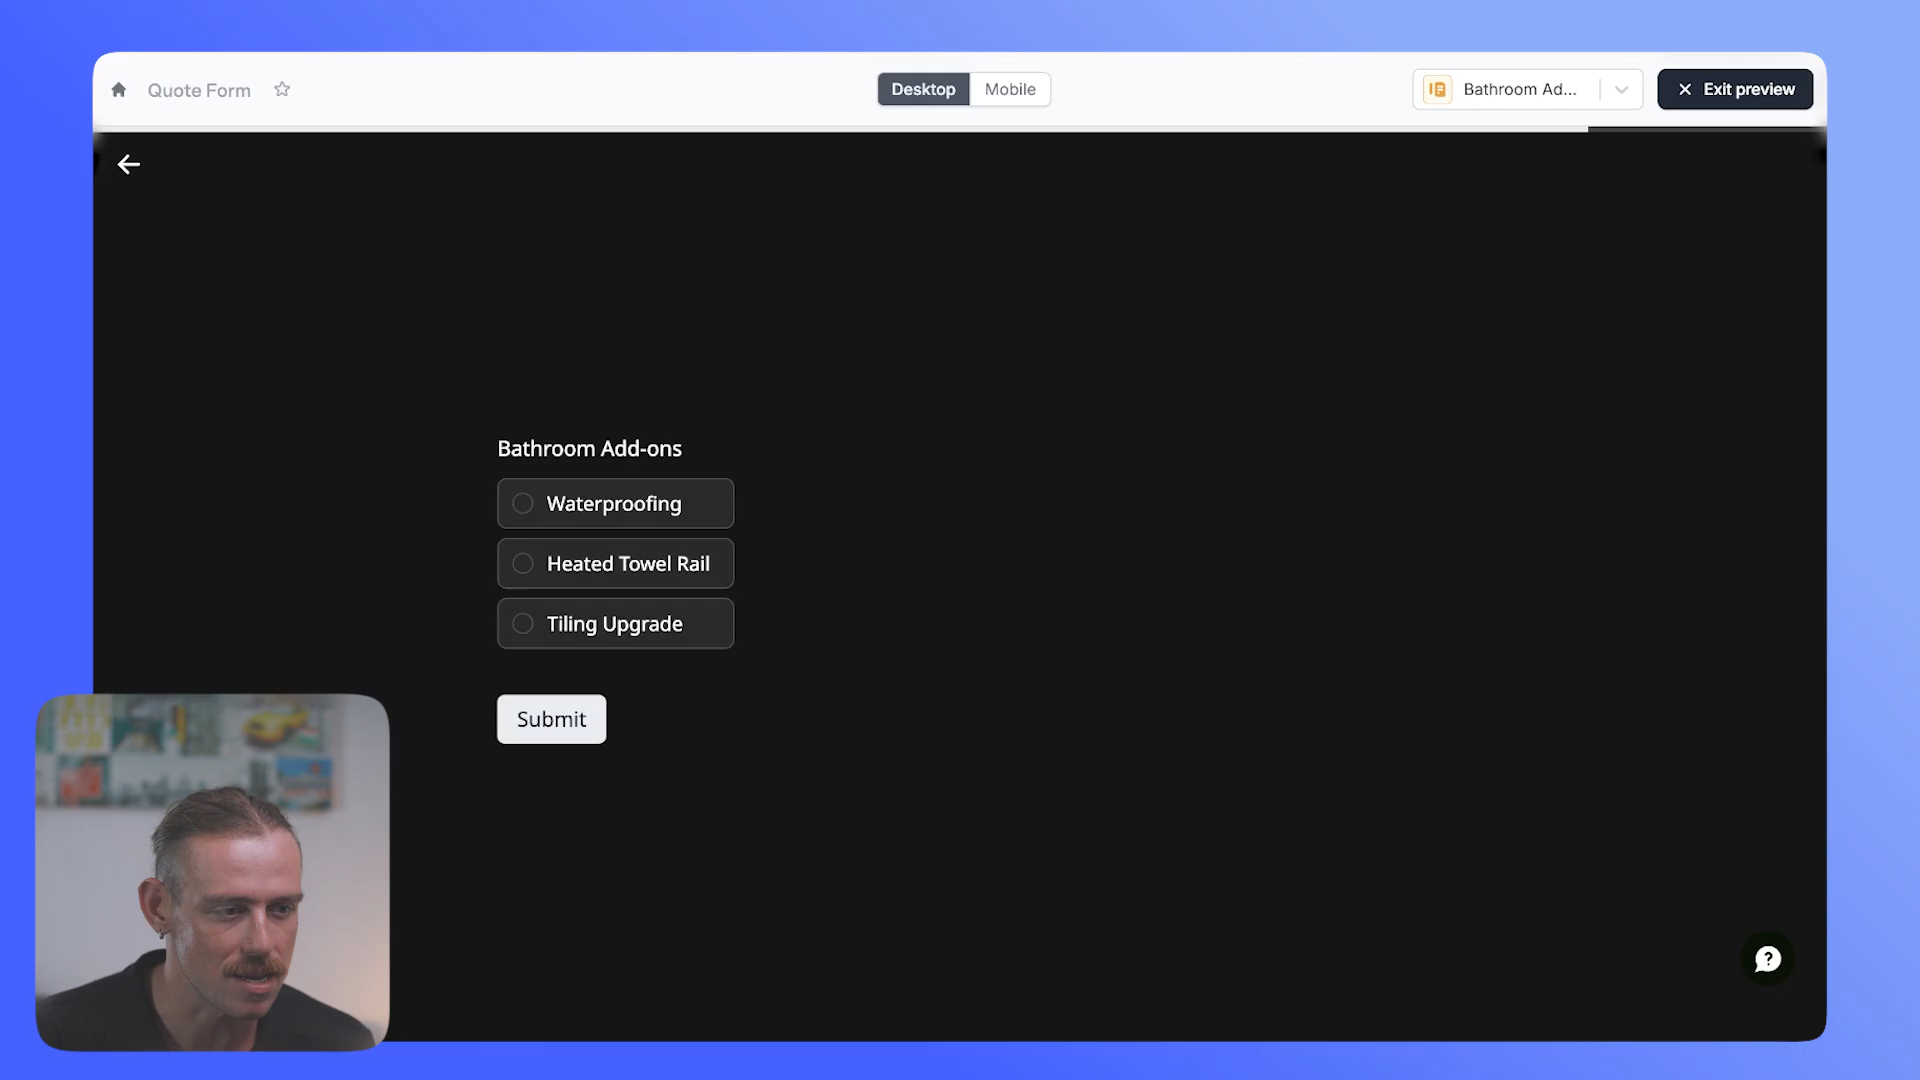 Quote Form
Desktop
Mobile
Bathroom Ad...
Exit preview
Bathroom Add-ons
Waterproofing
Heated Towel Rail
Tiling Upgrade
Submit